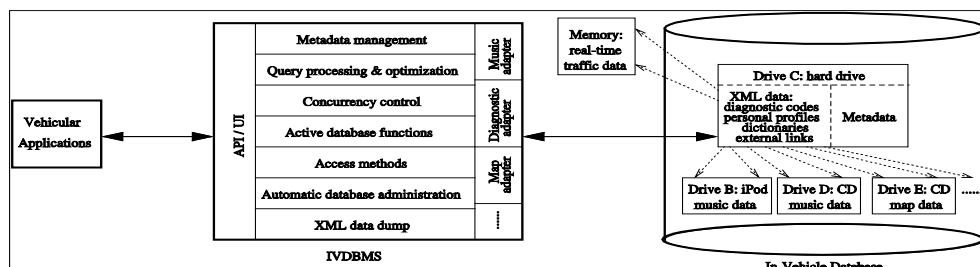 Vehicular
Applications
API / UI
Metadata management
Query processing & optimization
Concurrency control
Active database functions
Access methods
Automatic database administration
XML data dump
Music
adapter
Diagnostic
adapter
Map
adapter
......
IVDBMS
Memory:
real-time
traffic data
Drive C: hard drive
XML data:
diagnostic codes
personal profiles
dictionaries
external links
Metadata
Drive B: iPod
music data
Drive D: CD
music data
Drive E: CD
map data
......
In-Vehicle Database